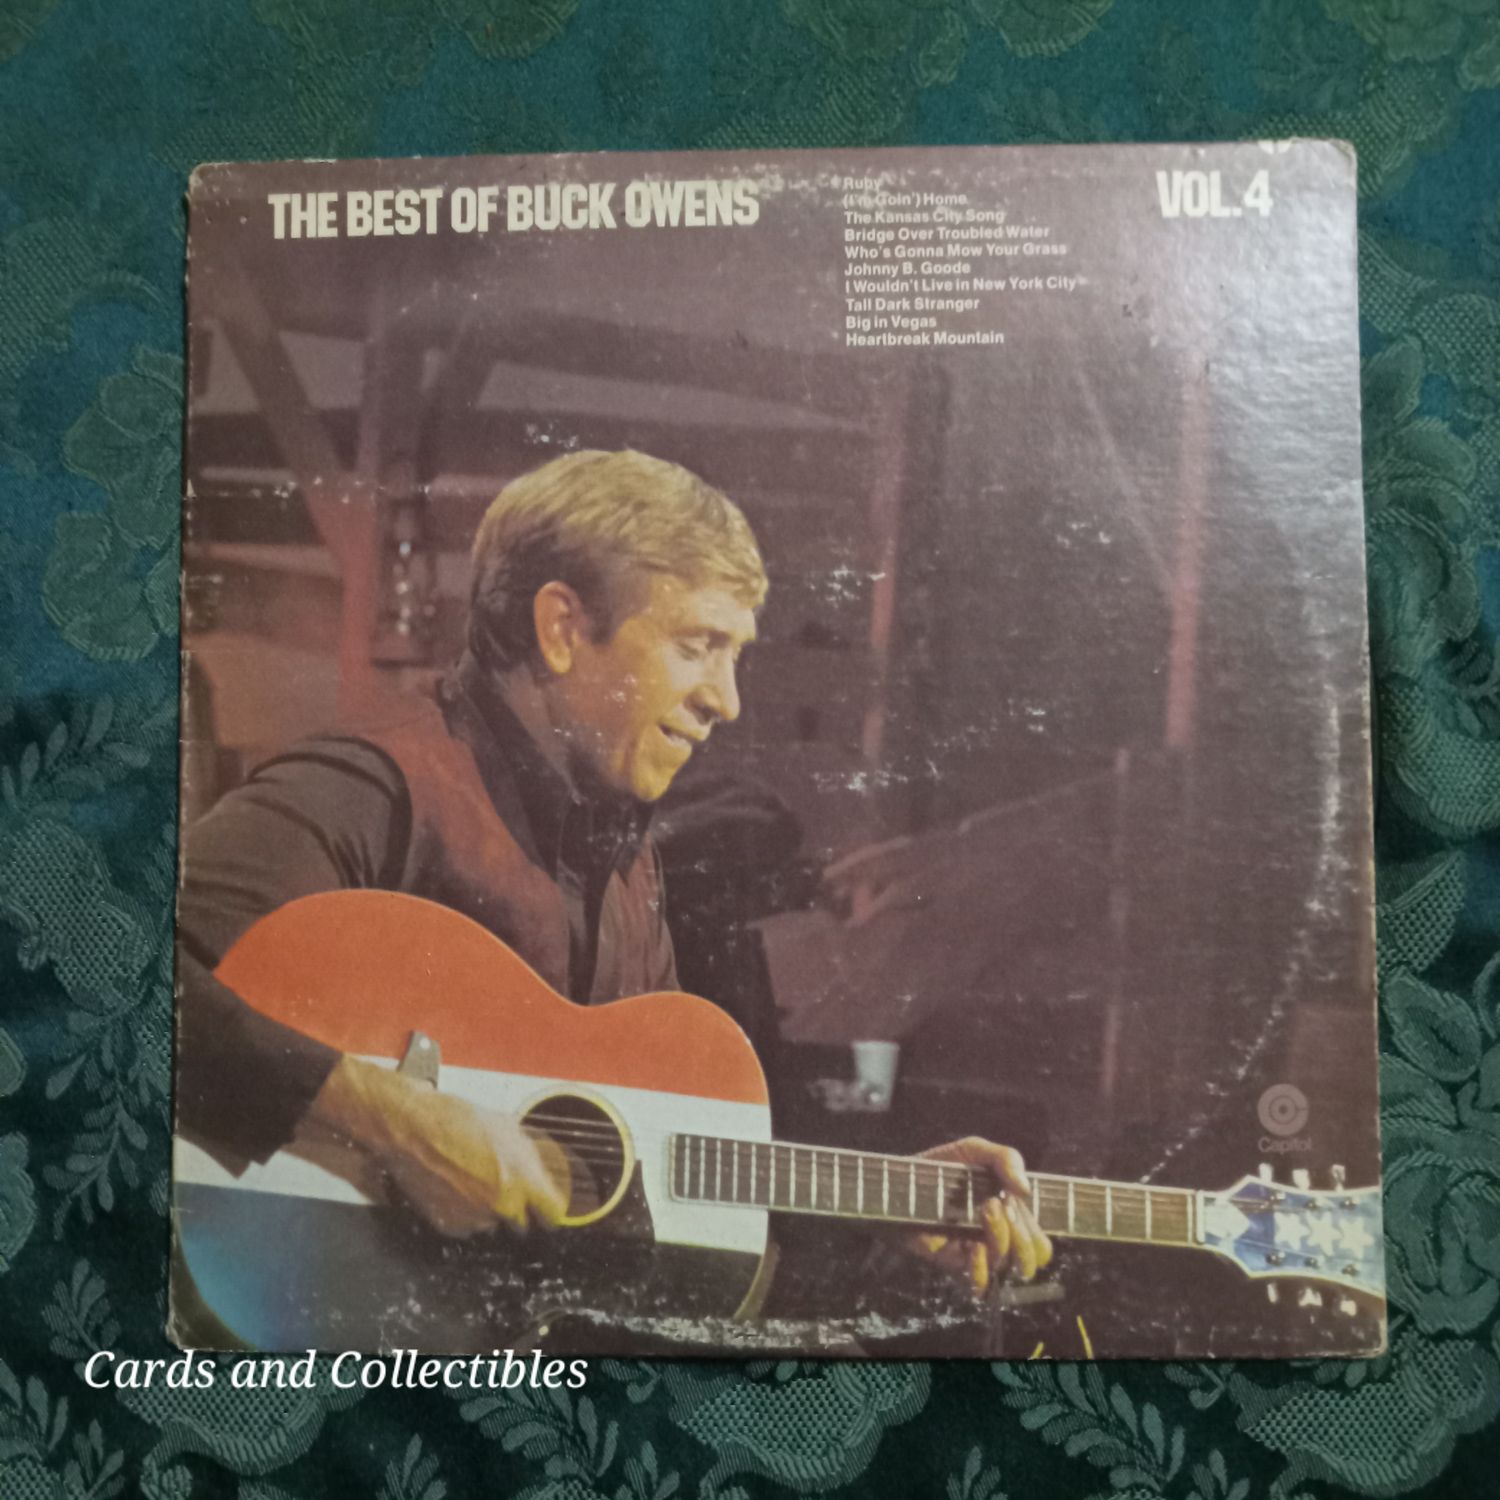 THE BEST OF BUCK OWENS
Ruby
(I'm Goin') Home
The Kansas City Song
Bridge Over Troubled Water
Who's Gonna Mow Your Grass
Johnny B. Goode
I Wouldn't Live in New York City
Tall Dark Stranger
Big in Vegas
Heartbreak Mountain
VOL. 4
Capitol
Cards and Collectibles